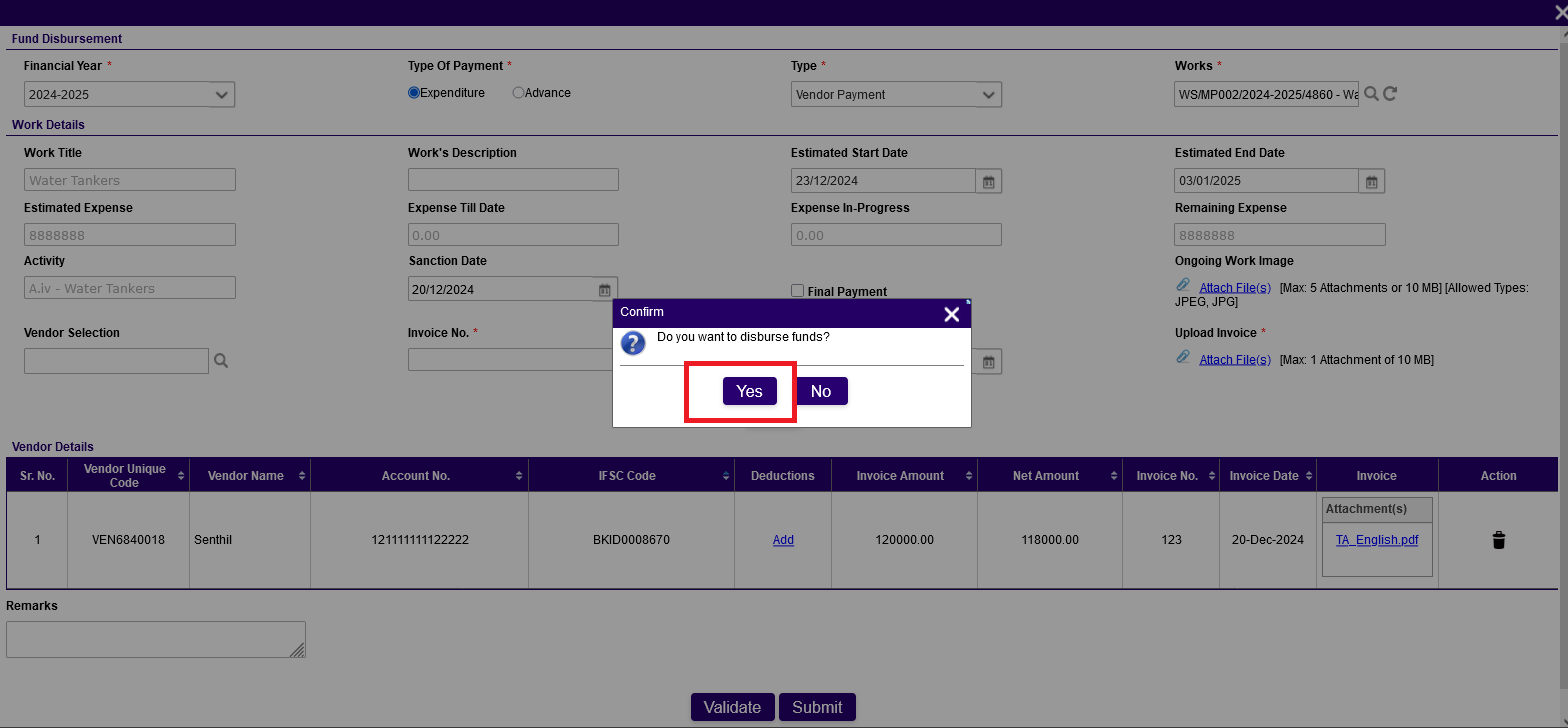 Fund Disbursement
Financial Year *
Type Of Payment *
Type *
Works *
2024-2025
Expenditure
Advance
Vendor Payment
WS/MP002/2024-2025/4860 - Wa
Work Details
Work Title
Work's Description
Estimated Start Date
Estimated End Date
Water Tankers
23/12/2024
03/01/2025
Estimated Expense
Expense Till Date
Expense In-Progress
Remaining Expense
8888888
0.00
0.00
8888888
Activity
Sanction Date
Ongoing Work Image
A.iv - Water Tankers
20/12/2024
Final Payment
Attach File(s) [Max: 5 Attachments or 10 MB] [Allowed Types:
JPEG, JPG]
Confirm
Do you want to disburse funds?
Yes
No
Vendor Selection
Invoice No. *
Upload Invoice *
Attach File(s) [Max: 1 Attachment of 10 MB]
Vendor Details
Sr. No.
Vendor Unique
Code
Vendor Name
Account No.
IFSC Code
Deductions
Invoice Amount
Net Amount
Invoice No.
Invoice Date
Invoice
Action
1
VEN6840018
Senthil
121111111122222
BKID0008670
Add
120000.00
118000.00
123
20-Dec-2024
Attachment(s)
TA_English.pdf
Remarks
Validate
Submit